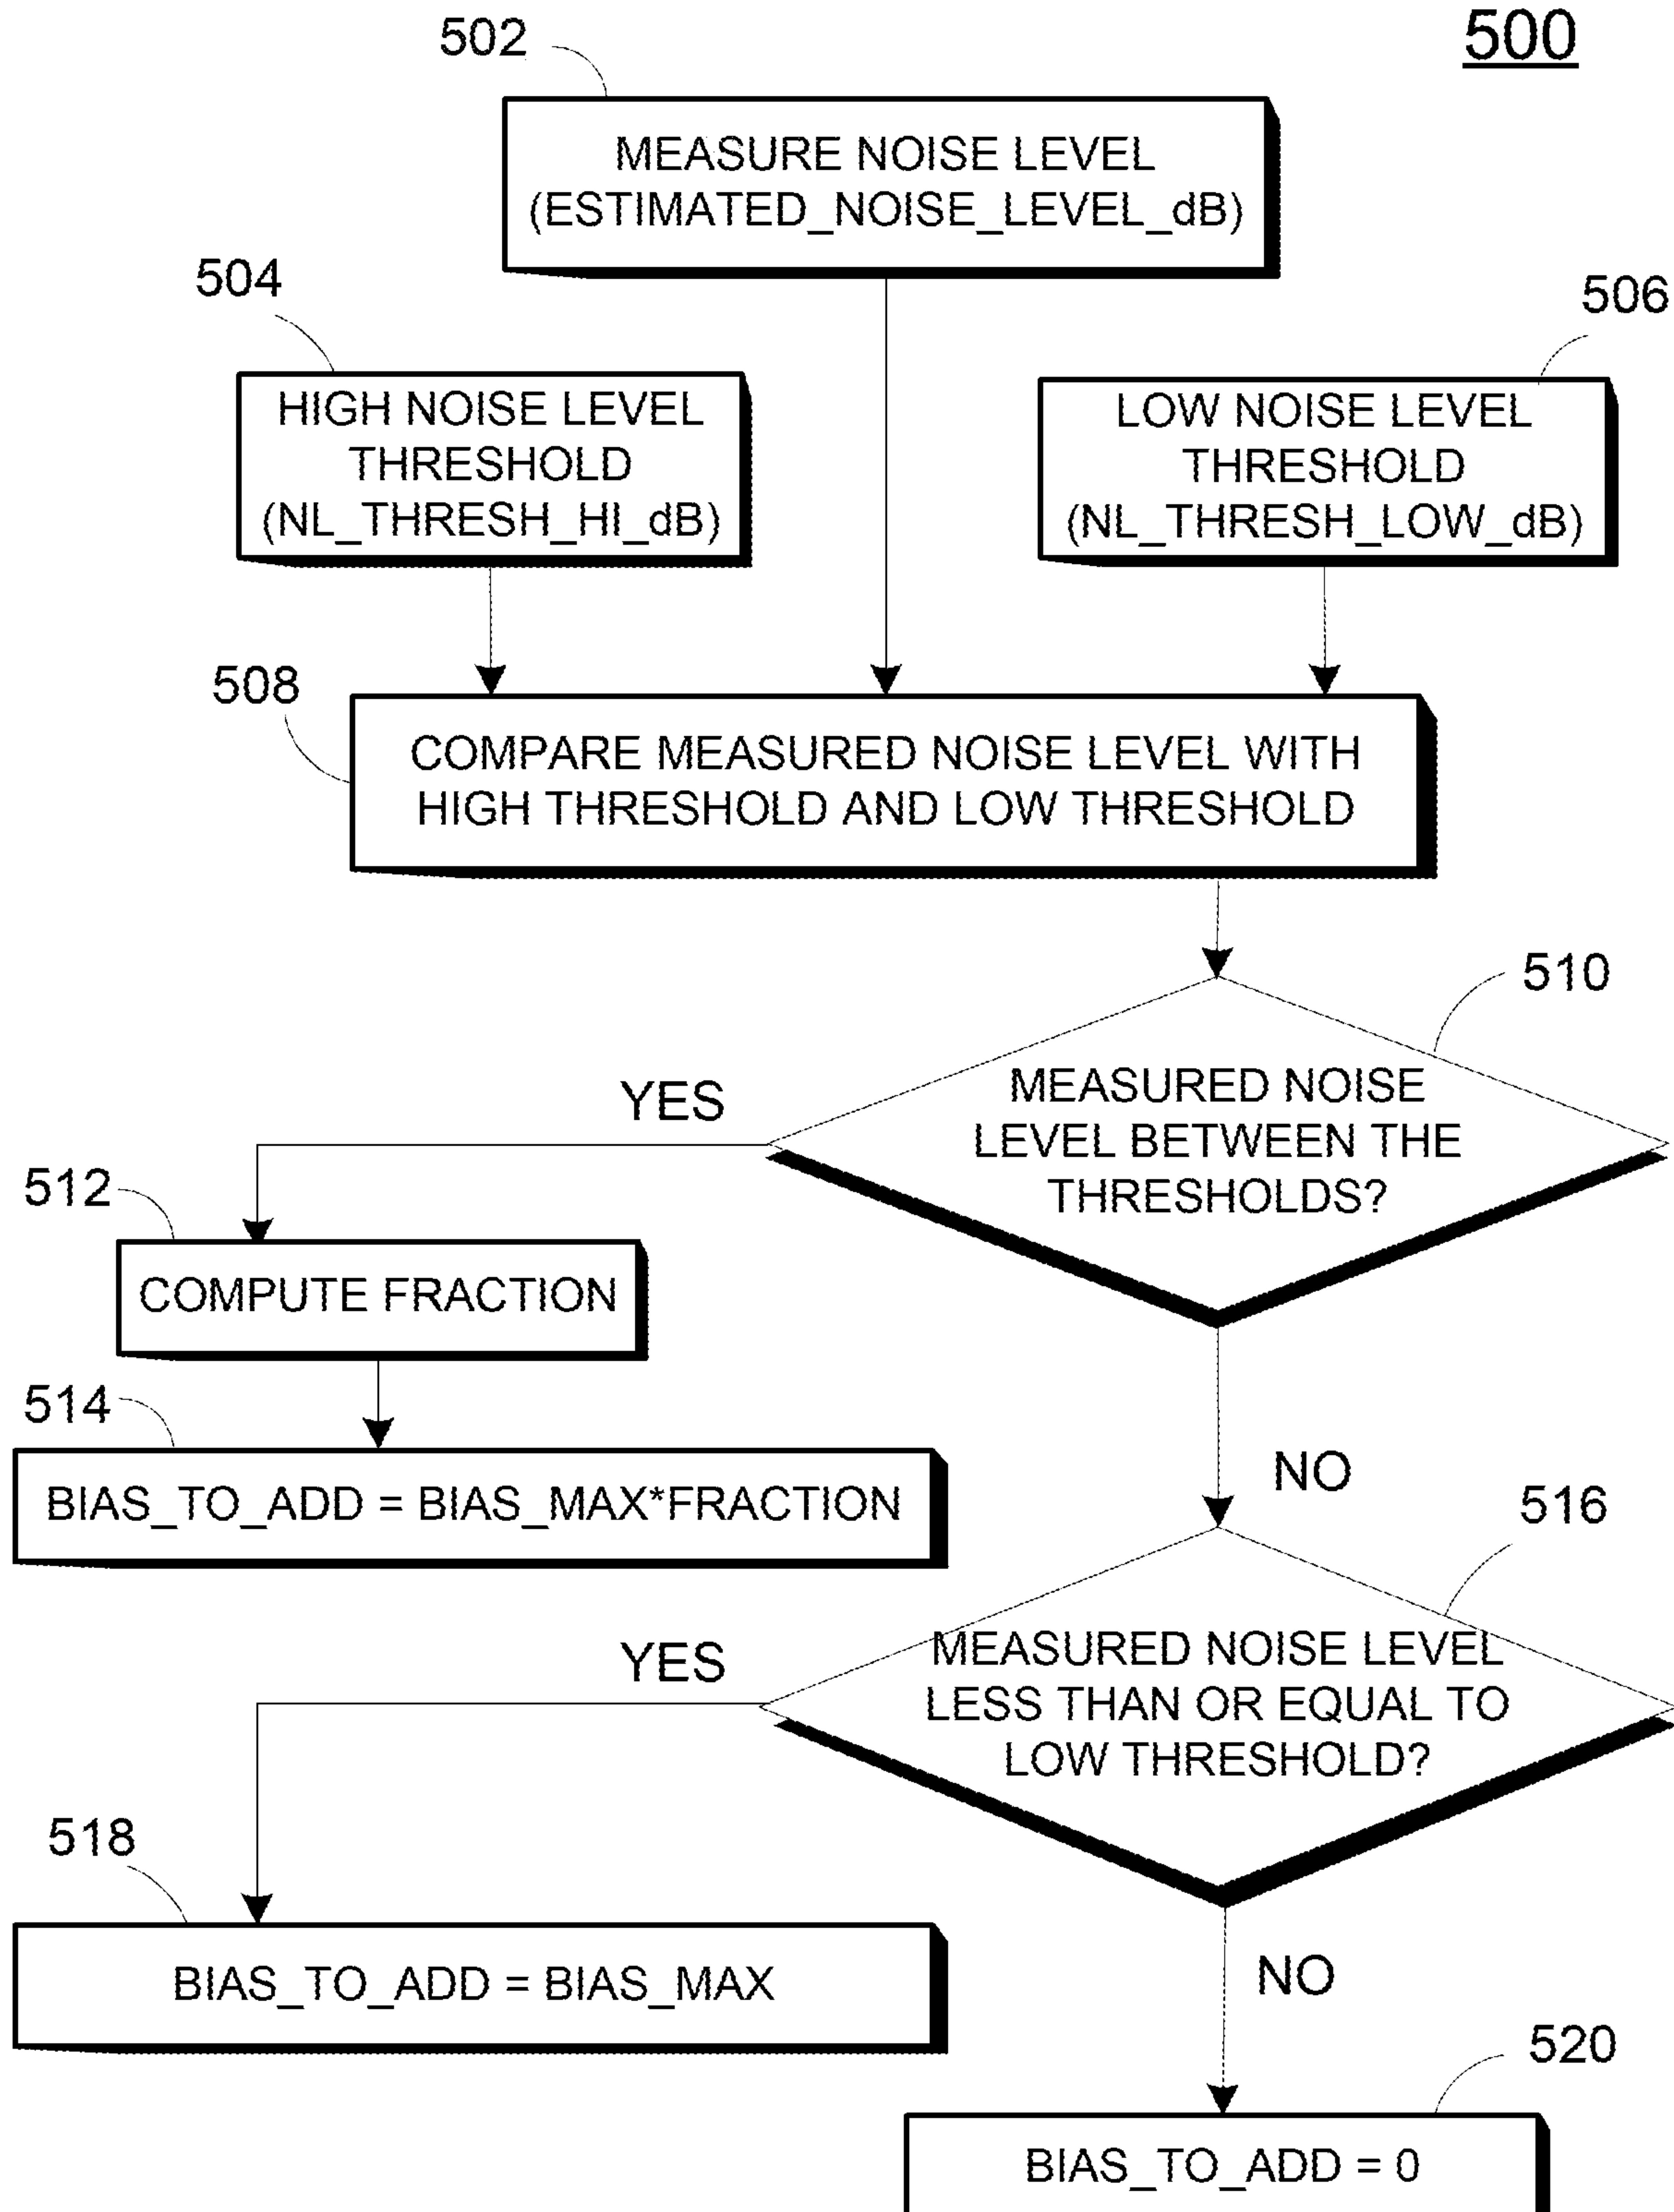 500
502
MEASURE NOISE LEVEL
(ESTIMATED_NOISE_LEVEL_dB)
504
506
HIGH NOISE LEVEL
THRESHOLD
(NL_THRESH_HI_dB)
LOW NOISE LEVEL
THRESHOLD
(NL_THRESH_LOW_dB)
508
COMPARE MEASURED NOISE LEVEL WITH
HIGH THRESHOLD AND LOW THRESHOLD
510
MEASURED NOISE
LEVEL BETWEEN THE
THRESHOLDS?
YES
512
COMPUTE FRACTION
514
BIAS_TO_ADD = BIAS_MAX*FRACTION
NO
516
MEASURED NOISE LEVEL
LESS THAN OR EQUAL TO
LOW THRESHOLD?
YES
518
BIAS_TO_ADD = BIAS_MAX
NO
520
BIAS_TO_ADD = 0